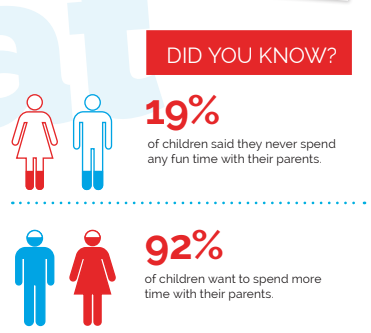 at
DID YOU KNOW?
19%
of children said they never spend
any fun time with their parents.
92%
of children want to spend more
time with their parents.